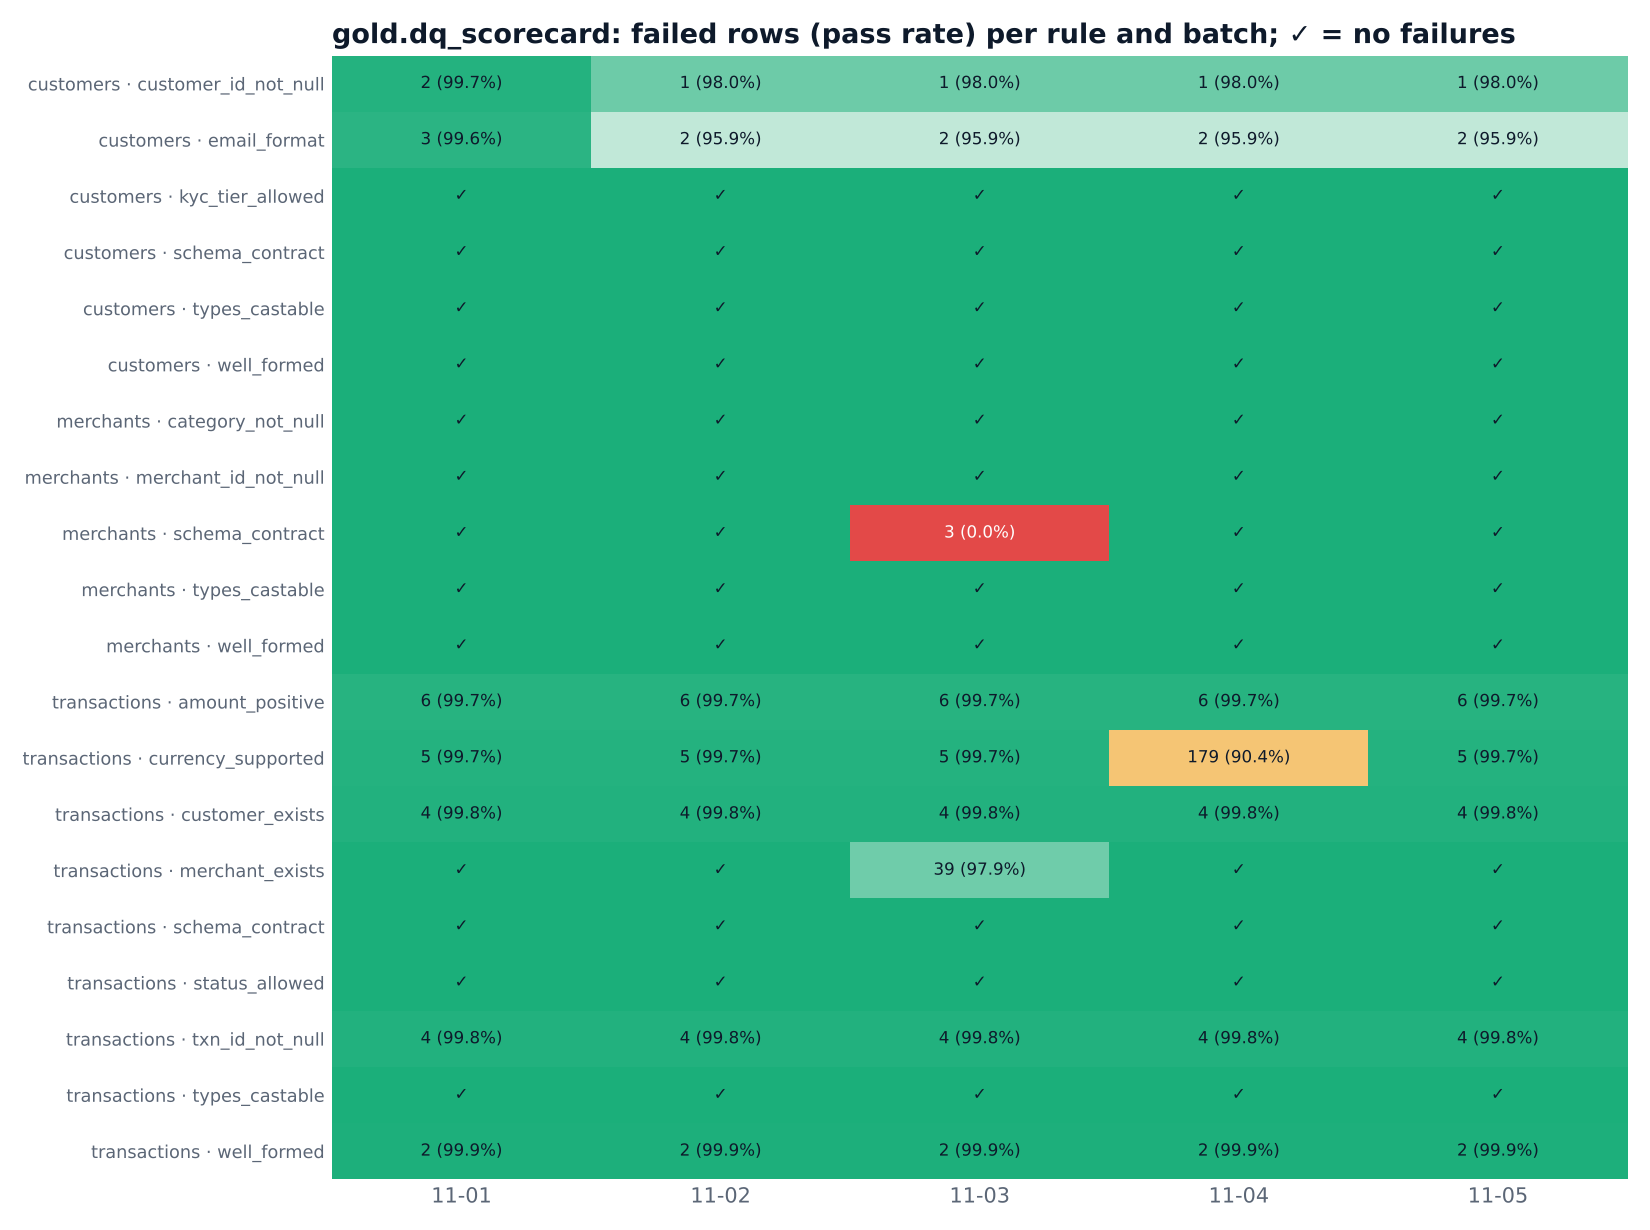 gold.dq_scorecard: failed rows (pass rate) per rule and batch; ✓ = no failures
customers · customer_id_not_null 2 (99.7%) 1 (98.0%) 1 (98.0%) 1 (98.0%) 1 (98.0%)
customers · email_format 3 (99.6%) 2 (95.9%) 2 (95.9%) 2 (95.9%) 2 (95.9%)
customers · kyc_tier_allowed ✓ ✓ ✓ ✓ ✓
customers · schema_contract ✓ ✓ ✓ ✓ ✓
customers · types_castable ✓ ✓ ✓ ✓ ✓
customers · well_formed ✓ ✓ ✓ ✓ ✓
merchants · category_not_null ✓ ✓ ✓ ✓ ✓
merchants · merchant_id_not_null ✓ ✓ ✓ ✓ ✓
merchants · schema_contract ✓ ✓ 3 (0.0%) ✓ ✓
merchants · types_castable ✓ ✓ ✓ ✓ ✓
merchants · well_formed ✓ ✓ ✓ ✓ ✓
transactions · amount_positive 6 (99.7%) 6 (99.7%) 6 (99.7%) 6 (99.7%) 6 (99.7%)
transactions · currency_supported 5 (99.7%) 5 (99.7%) 5 (99.7%) 179 (90.4%) 5 (99.7%)
transactions · customer_exists 4 (99.8%) 4 (99.8%) 4 (99.8%) 4 (99.8%) 4 (99.8%)
transactions · merchant_exists ✓ ✓ 39 (97.9%) ✓ ✓
transactions · schema_contract ✓ ✓ ✓ ✓ ✓
transactions · status_allowed ✓ ✓ ✓ ✓ ✓
transactions · txn_id_not_null 4 (99.8%) 4 (99.8%) 4 (99.8%) 4 (99.8%) 4 (99.8%)
transactions · types_castable ✓ ✓ ✓ ✓ ✓
transactions · well_formed 2 (99.9%) 2 (99.9%) 2 (99.9%) 2 (99.9%) 2 (99.9%)
11-01 11-02 11-03 11-04 11-05